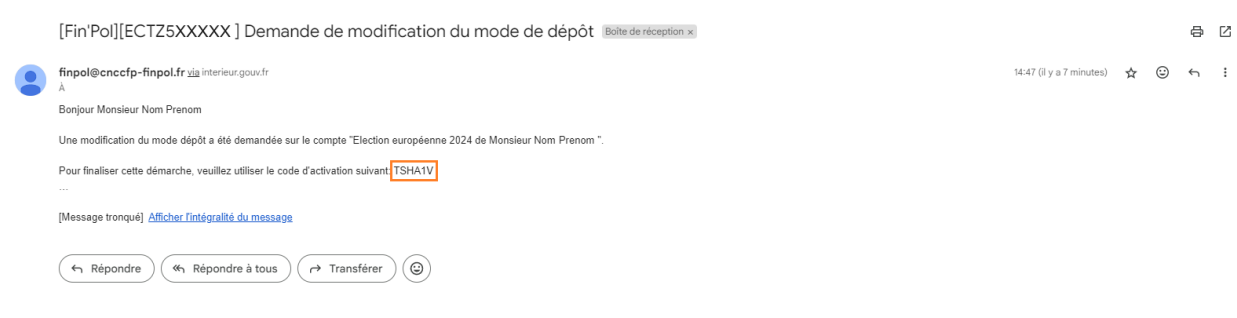 [Fin'Pol][ECTZ5XXXXX ] Demande de modification du mode de dépôt Boîte de réception ×
finpol@cnccfp-finpol.fr via interieur.gouv.fr 14:47 (il y a 7 minutes)
À
Bonjour Monsieur Nom Prenom
Une modification du mode dépôt a été demandée sur le compte "Election européenne 2024 de Monsieur Nom Prenom ".
Pour finaliser cette démarche, veuillez utiliser le code d'activation suivant: TSHA1V
...
[Message tronqué] Afficher l'intégralité du message
Répondre Répondre à tous Transférer